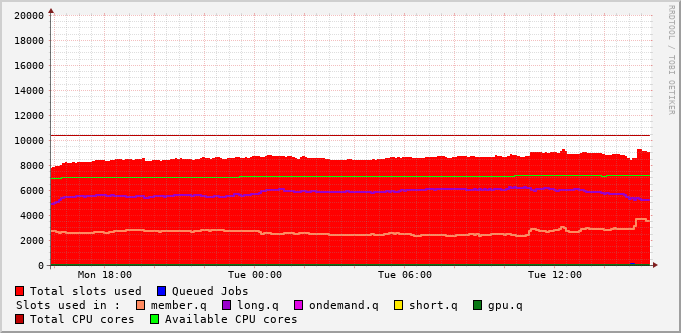 RRDTOOL / TOBI OETIKER
20000
18000
16000
14000
12000
10000
8000
6000
4000
2000
0
Mon 18:00 Tue 00:00 Tue 06:00 Tue 12:00
Total slots used Queued Jobs
Slots used in : member.q long.q ondemand.q short.q gpu.q
Total CPU cores Available CPU cores